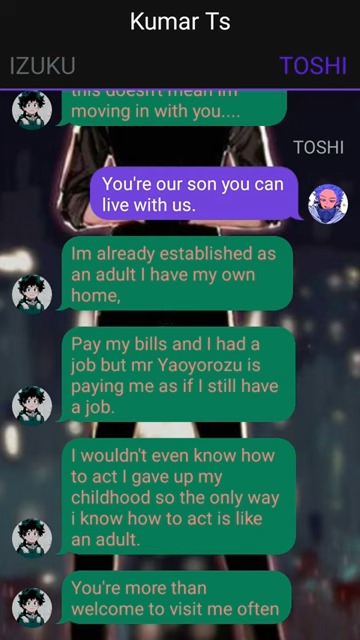 Kumar Ts
IZUKU
TOSHI
this doesn't mean im
moving in with you....
TOSHI
You're our son you can
live with us.
Im already established as
an adult I have my own
home,
Pay my bills and I had a
job but mr Yaoyorozu is
paying me as if I still have
a job.
I wouldn't even know how
to act I gave up my
childhood so the only way
i know how to act is like
an adult.
You're more than
welcome to visit me often